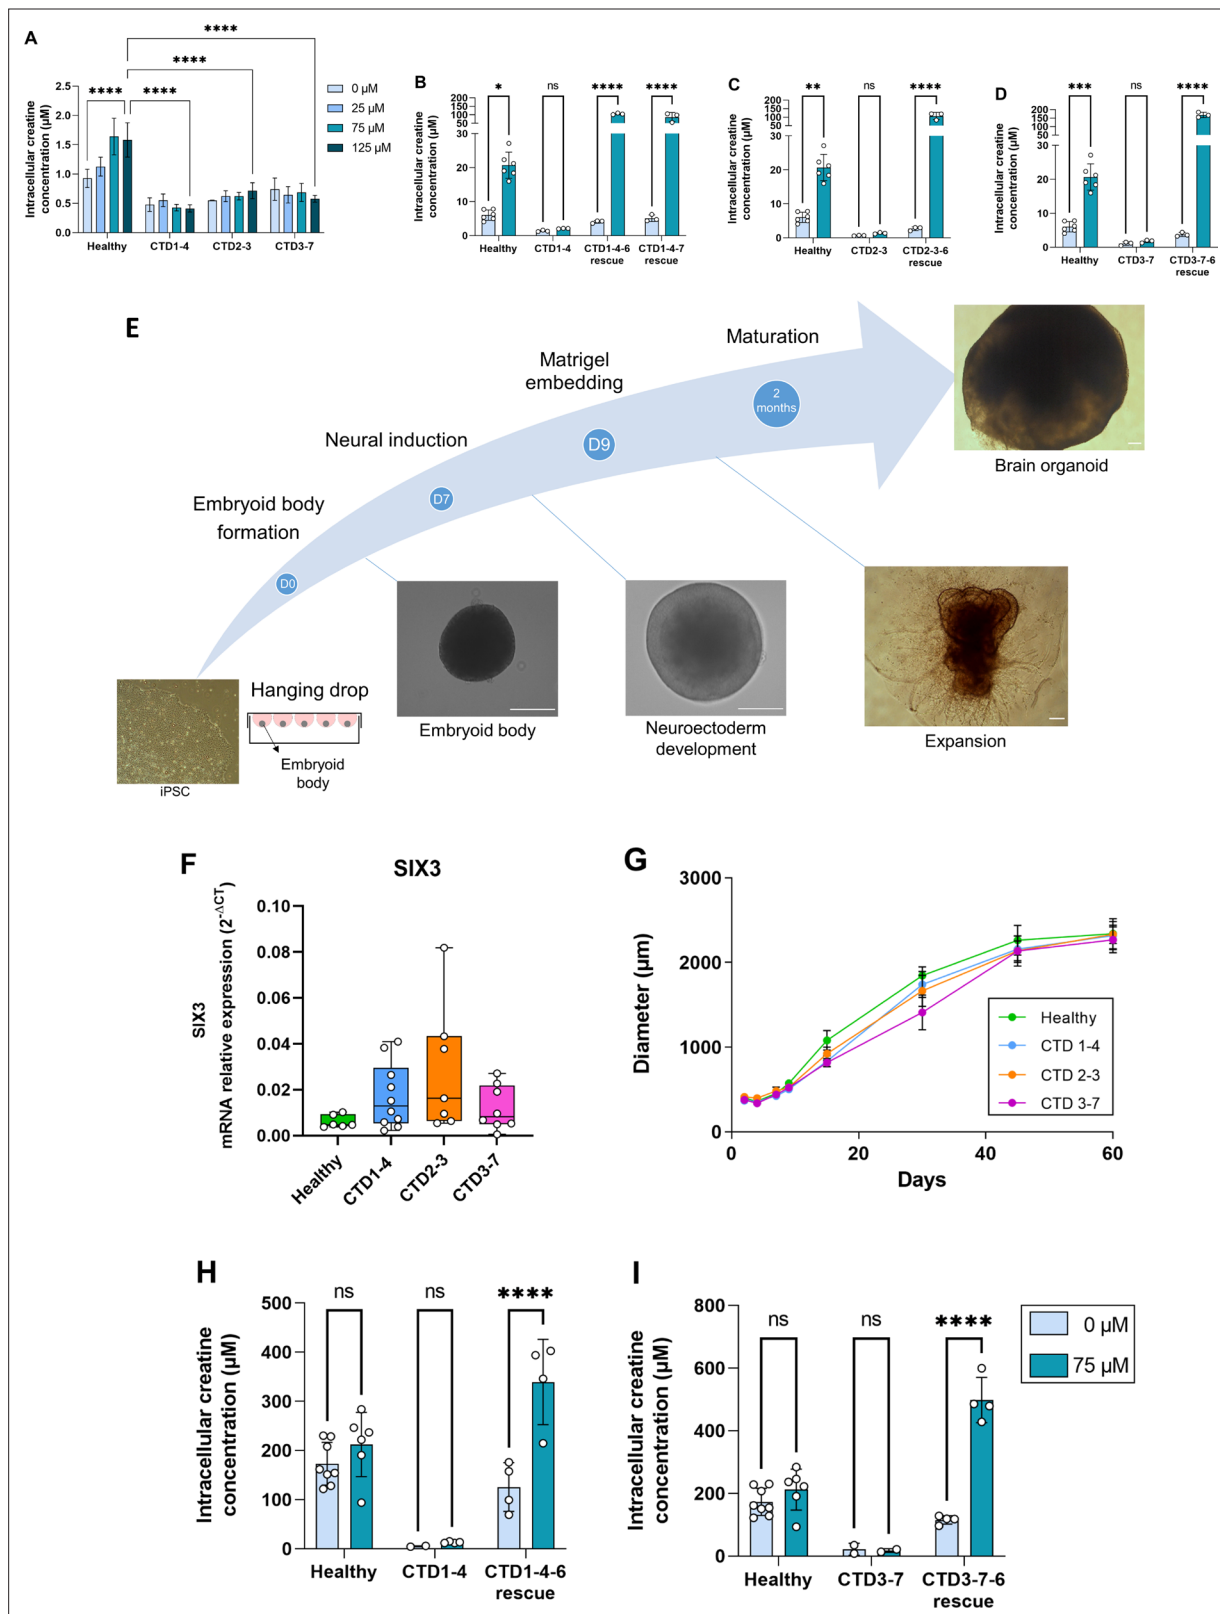 A
Intracellular creatine
concentration (µM)
2.5
2.0
1.5
1.0
0.5
0.0
****
****
****
****
Healthy
CTD1-4
CTD2-3
CTD3-7
0 µM
25 µM
75 µM
125 µM
B
Intracellular creatine
concentration (µM)
200
150
100
50
30
20
10
0
*
ns
****
****
Healthy
CTD1-4
CTD1-4-6
rescue
CTD1-4-7
rescue
C
Intracellular creatine
concentration (µM)
200
150
100
50
30
20
10
0
**
ns
****
Healthy
CTD2-3
CTD2-3-6
rescue
D
Intracellular creatine
concentration (µM)
200
150
100
50
30
20
10
0
***
ns
****
Healthy
CTD3-7
CTD3-7-6
rescue
E
Embryoid body
formation
Neural induction
Matrigel
embedding
Maturation
D0
D7
D9
2
months
Brain organoid
Hanging drop
Embryoid
body
iPSC
Embryoid body
Neuroectoderm
development
Expansion
F
SIX3
SIX3
mRNA relative expression (2-ΔCT)
0.10
0.08
0.06
0.04
0.02
0.00
Healthy
CTD1-4
CTD2-3
CTD3-7
G
Diameter (µm)
3000
2000
1000
0
0
20
40
60
Days
Healthy
CTD 1-4
CTD 2-3
CTD 3-7
H
Intracellular creatine
concentration (µM)
500
400
300
200
100
0
ns
ns
****
Healthy
CTD1-4
CTD1-4-6
rescue
I
Intracellular creatine
concentration (µM)
800
600
400
200
0
ns
ns
****
Healthy
CTD3-7
CTD3-7-6
rescue
0 µM
75 µM